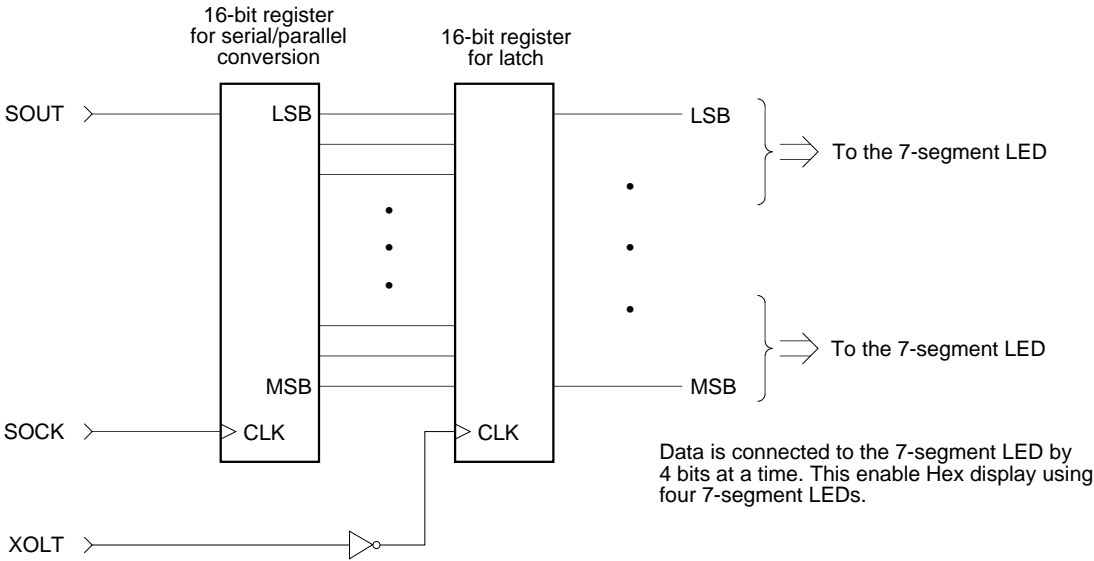 16-bit register
for serial/parallel
conversion
16-bit register
for latch
SOUT
LSB
LSB
To the 7-segment LED
To the 7-segment LED
MSB
MSB
SOCK
CLK
CLK
Data is connected to the 7-segment LED by
4 bits at a time. This enable Hex display using
four 7-segment LEDs.
XOLT